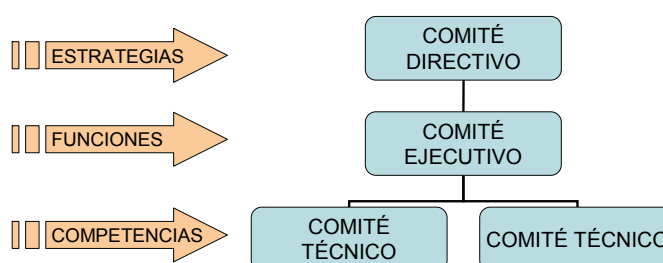 ESTRATEGIAS
COMITÉ
DIRECTIVO
FUNCIONES
COMITÉ
EJECUTIVO
COMPETENCIAS
COMITÉ
TÉCNICO
COMITÉ TÉCNICO